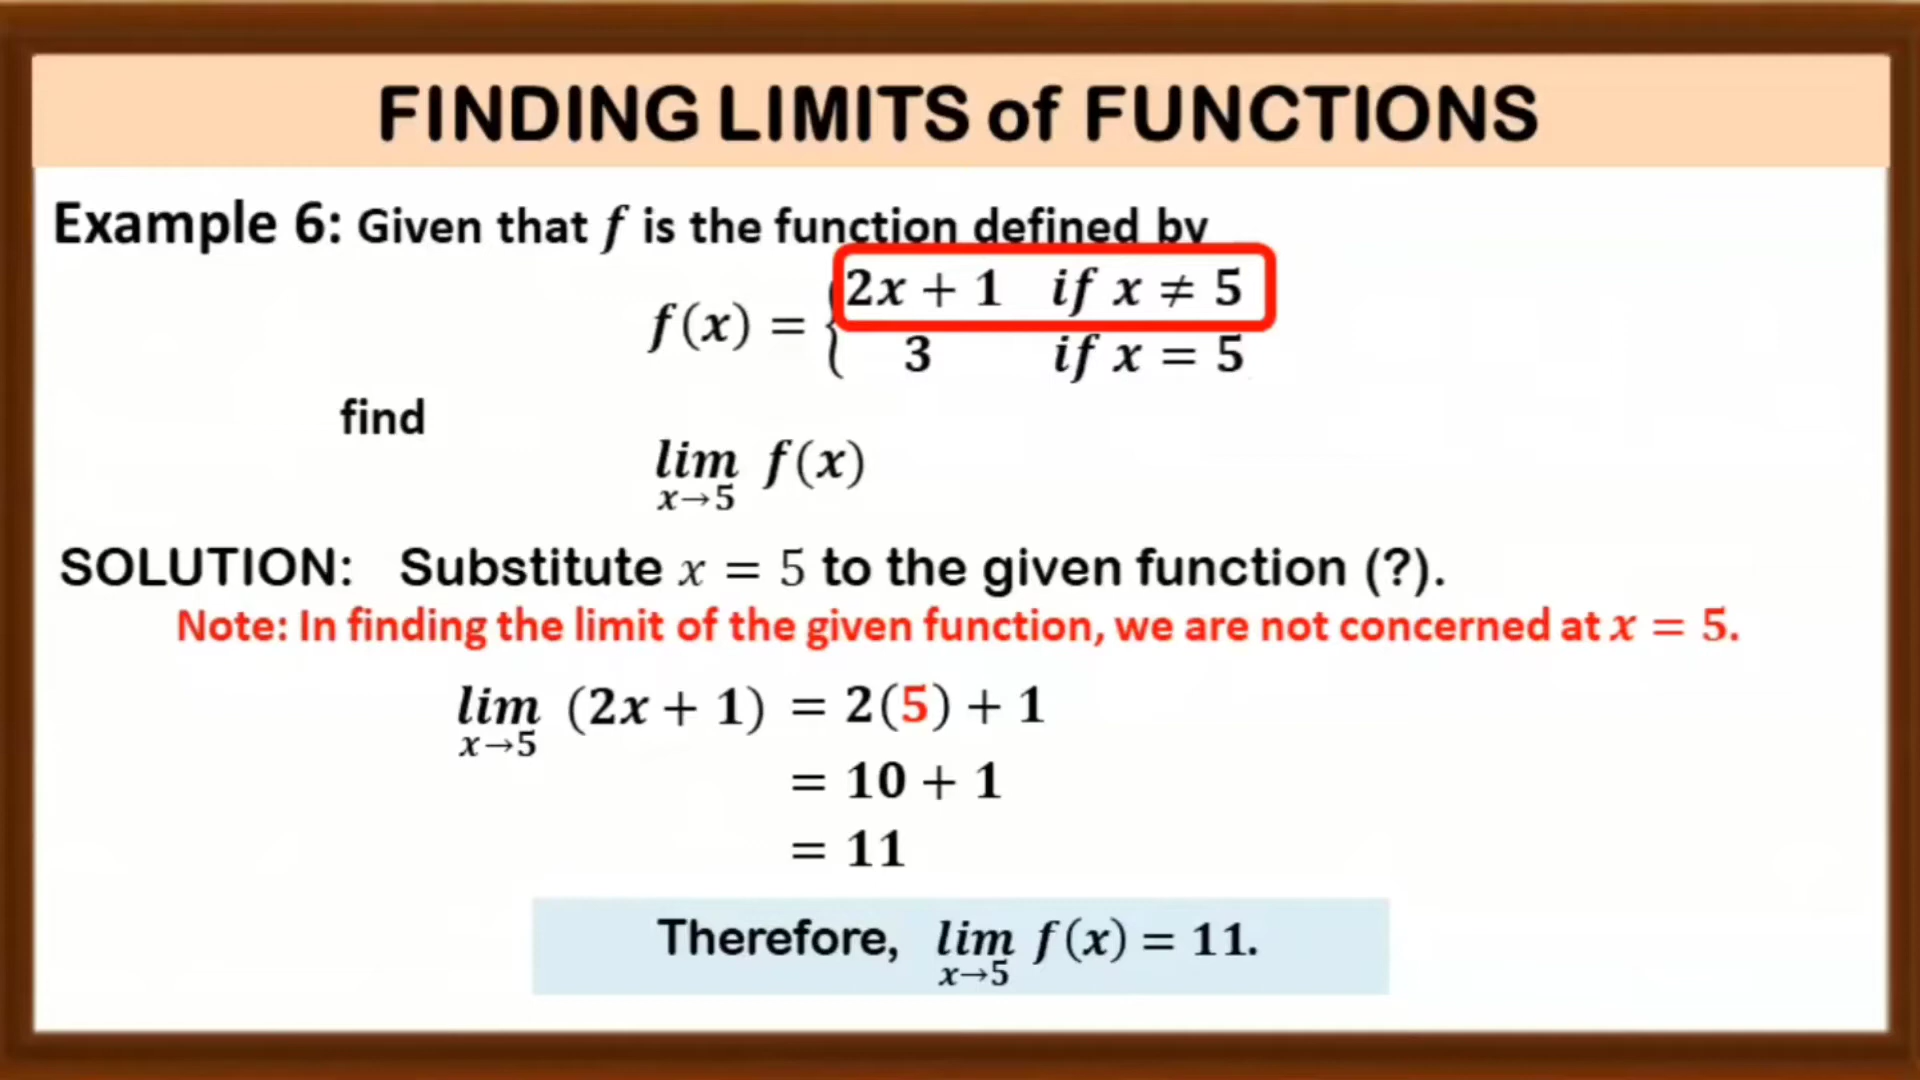 FINDING LIMITS of FUNCTIONS
Example 6: Given that f is the function defined by
f(x) = { 2x + 1 if x ≠ 5
3 if x = 5
find
lim x→5 f(x)
SOLUTION: Substitute x = 5 to the given function (?).
Note: In finding the limit of the given function, we are not concerned at x = 5.
lim x→5 (2x + 1) = 2(5) + 1
= 10 + 1
= 11
Therefore, lim x→5 f(x) = 11.